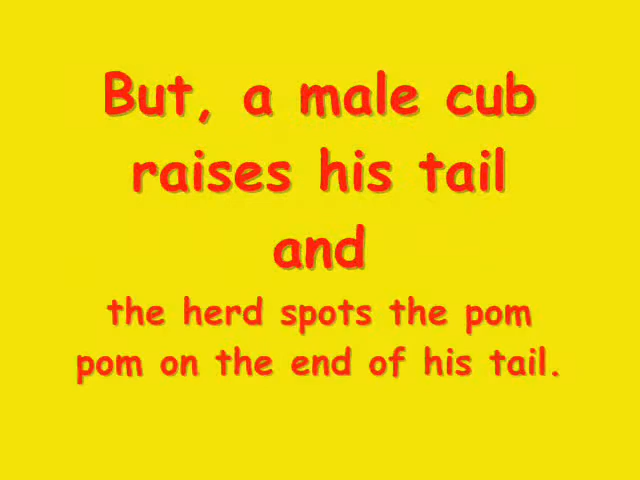 But, a male cub
raises his tail
and
the herd spots the pom
pom on the end of his tail.